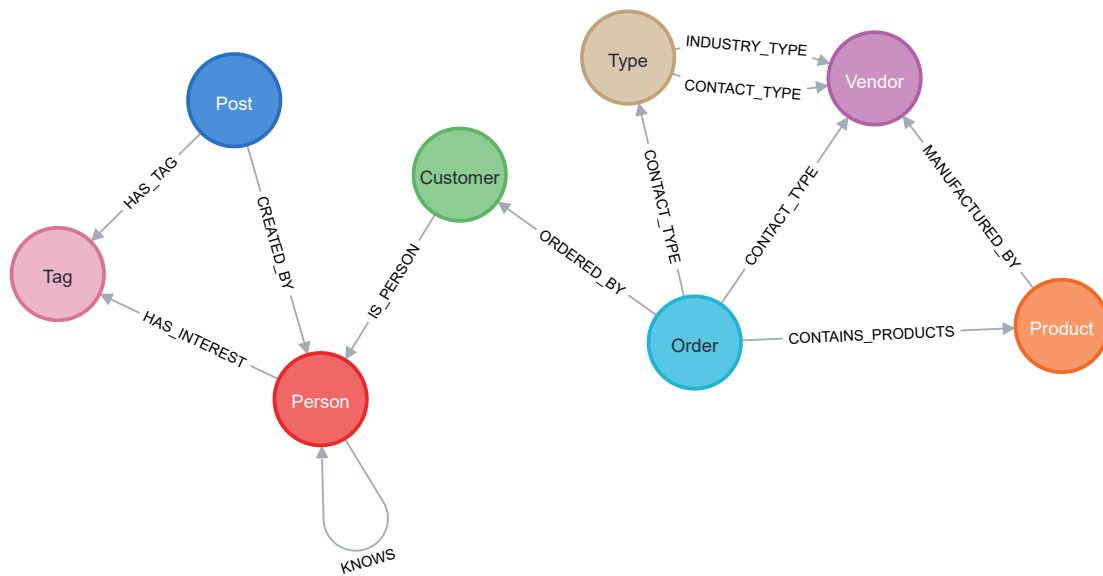 INDUSTRY_TYPE
Type
Vendor
CONTACT_TYPE
Post
HAS_TAG
Customer
CONTACT_TYPE
CONTACT_TYPE
MANUFACTURED_BY
CREATED_BY
ORDERED_BY
Tag
IS_PERSON
HAS_INTEREST
Order
CONTAINS_PRODUCTS
Product
Person
KNOWS